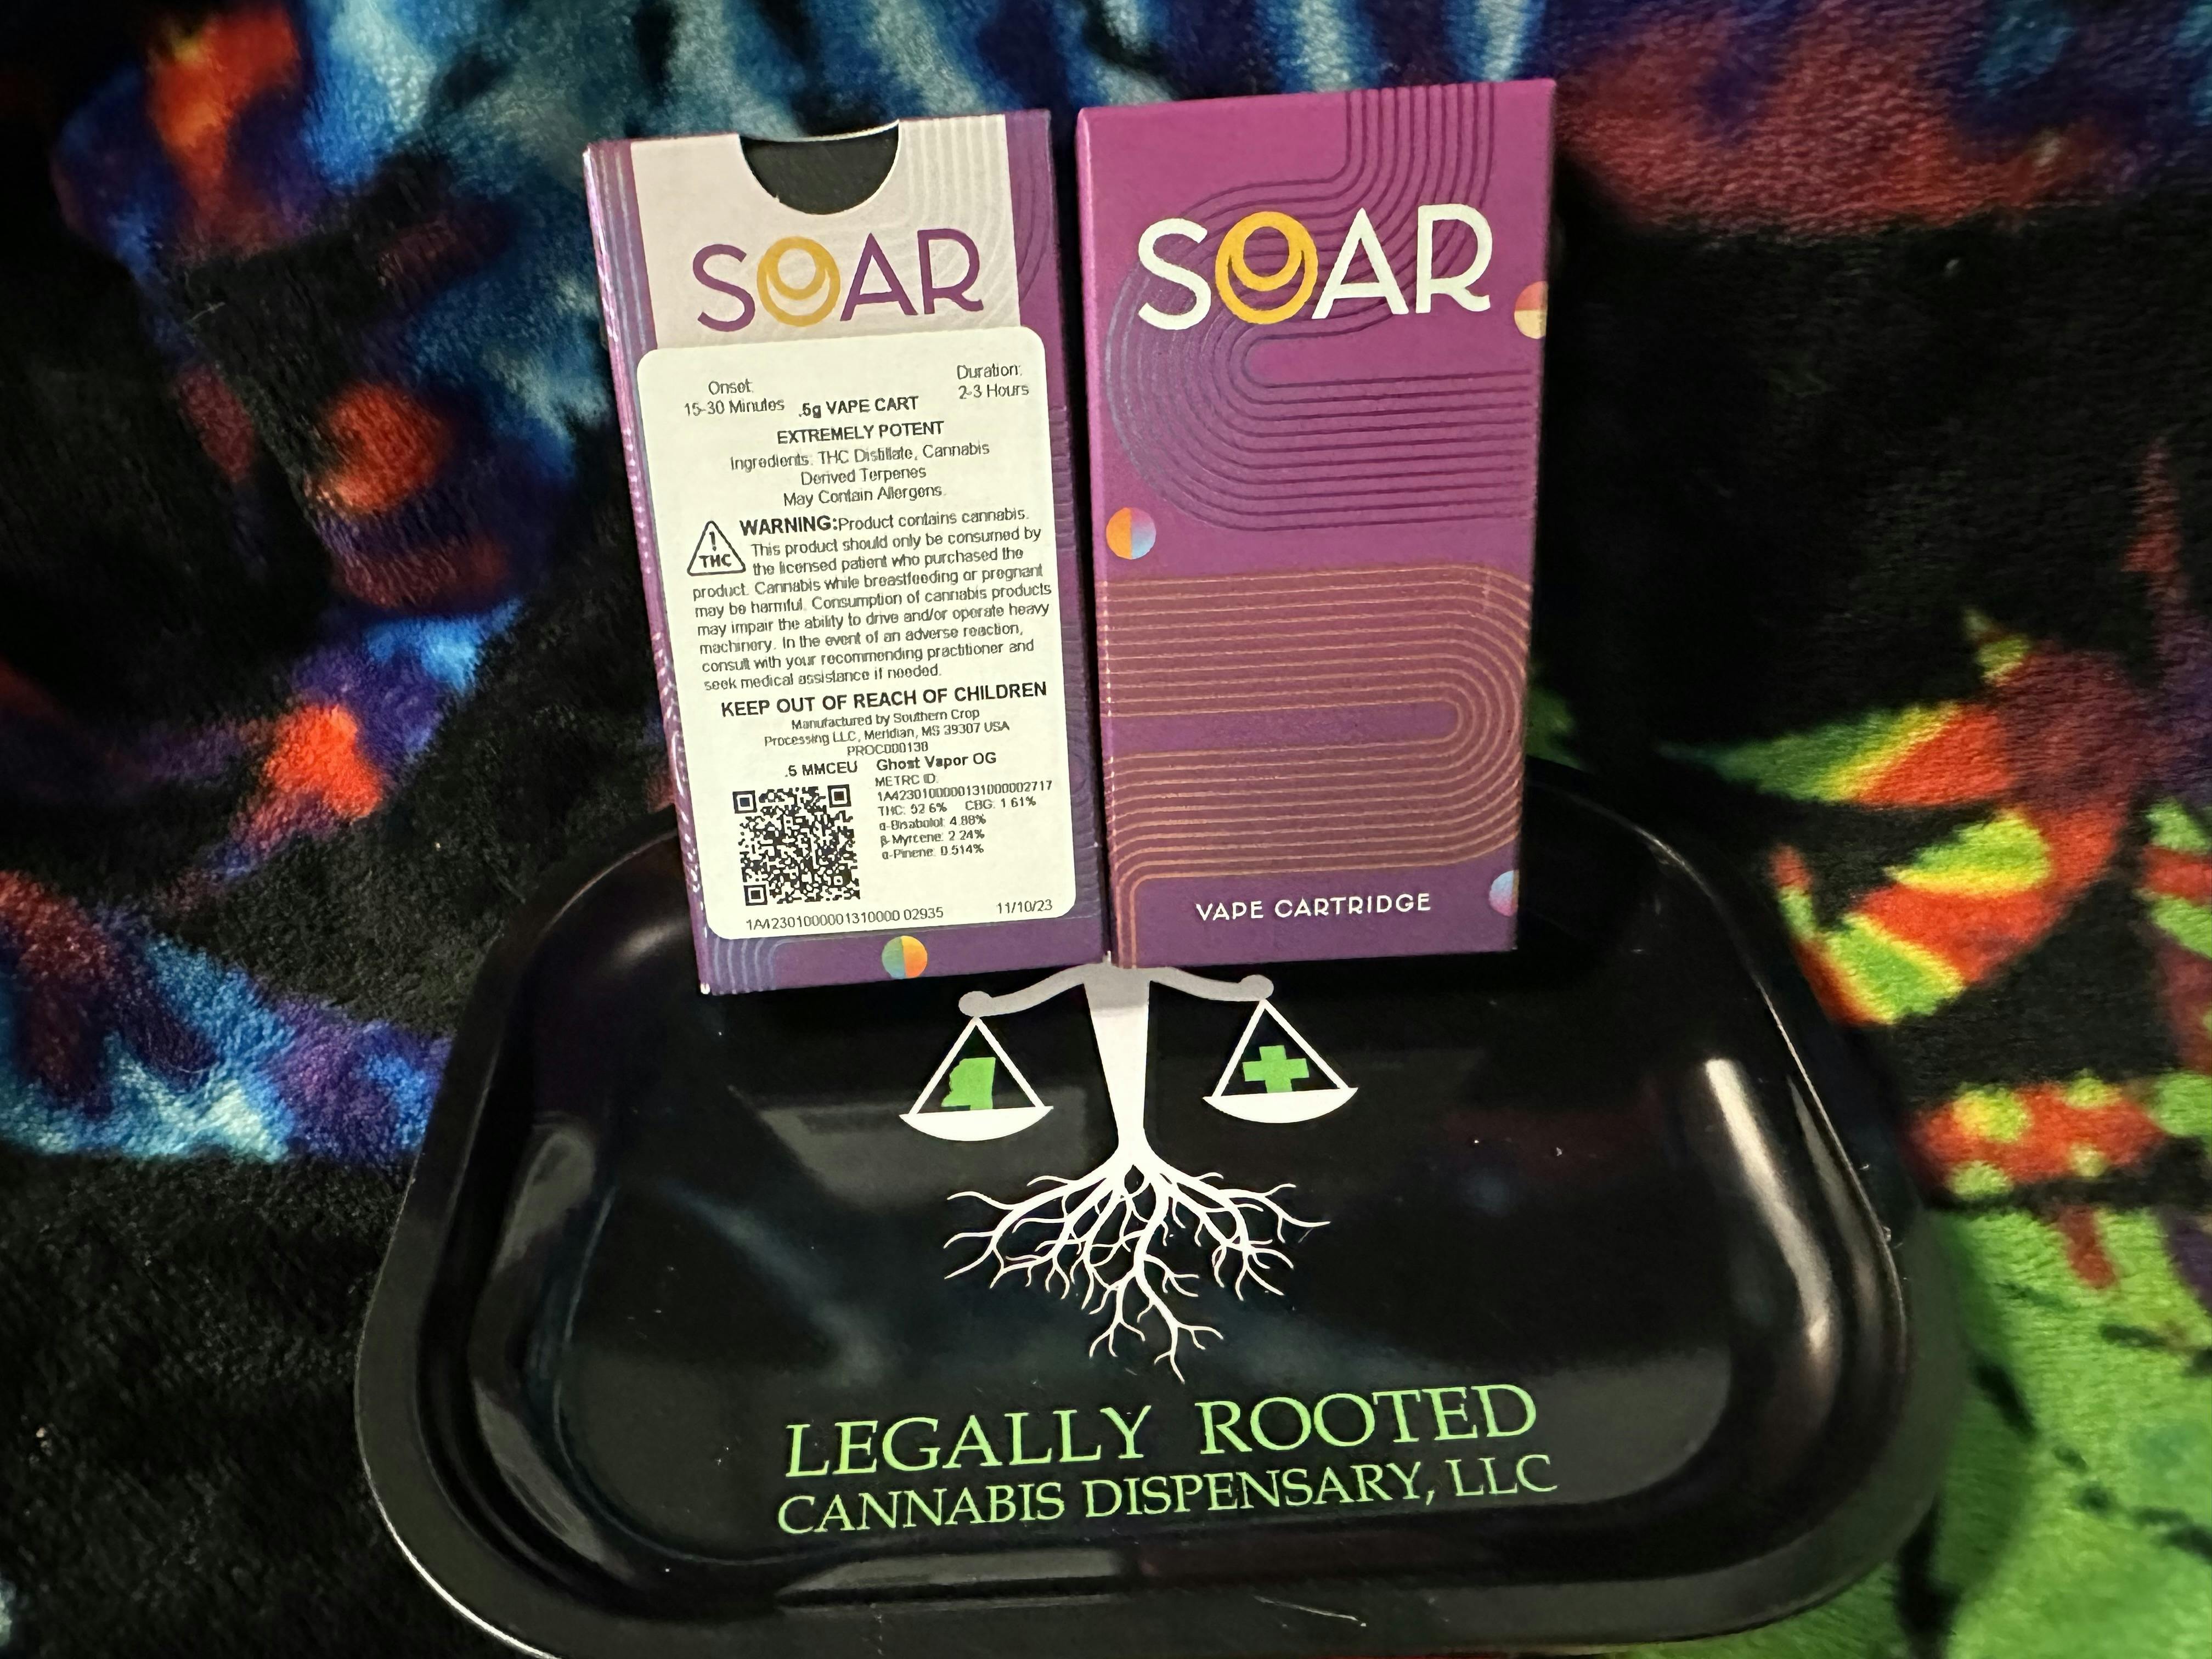 SOAR
Onset:
15-30 Minutes
Duration:
2-3 Hours
.5g VAPE CART
EXTREMELY POTENT
Ingredients: THC Distillate, Cannabis
Derived Terpenes
May Contain Allergens.
! THC
WARNING:Product contains cannabis.
This product should only be consumed by
the licensed patient who purchased the
product. Cannabis while breastfeeding or pregnant
may be harmful. Consumption of cannabis products
may impair the ability to drive and/or operate heavy
machinery. In the event of an adverse reaction,
consult with your recommending practitioner and
seek medical assistance if needed.
KEEP OUT OF REACH OF CHILDREN
Manufactured by Southern Crop
Processing LLC, Meridian, MS 39307 USA
PROC000130
.5 MMCEU
Ghost Vapor OG
METRC ID:
1A4230100000131000002717
THC: 92.6% CBG: 1.61%
α-Bisabolol: 4.88%
β-Myrcene: 2.24%
α-Pinene: 0.514%
1A4230100000131000002935
11/10/23
SOAR
VAPE CARTRIDGE
LEGALLY ROOTED
CANNABIS DISPENSARY, LLC